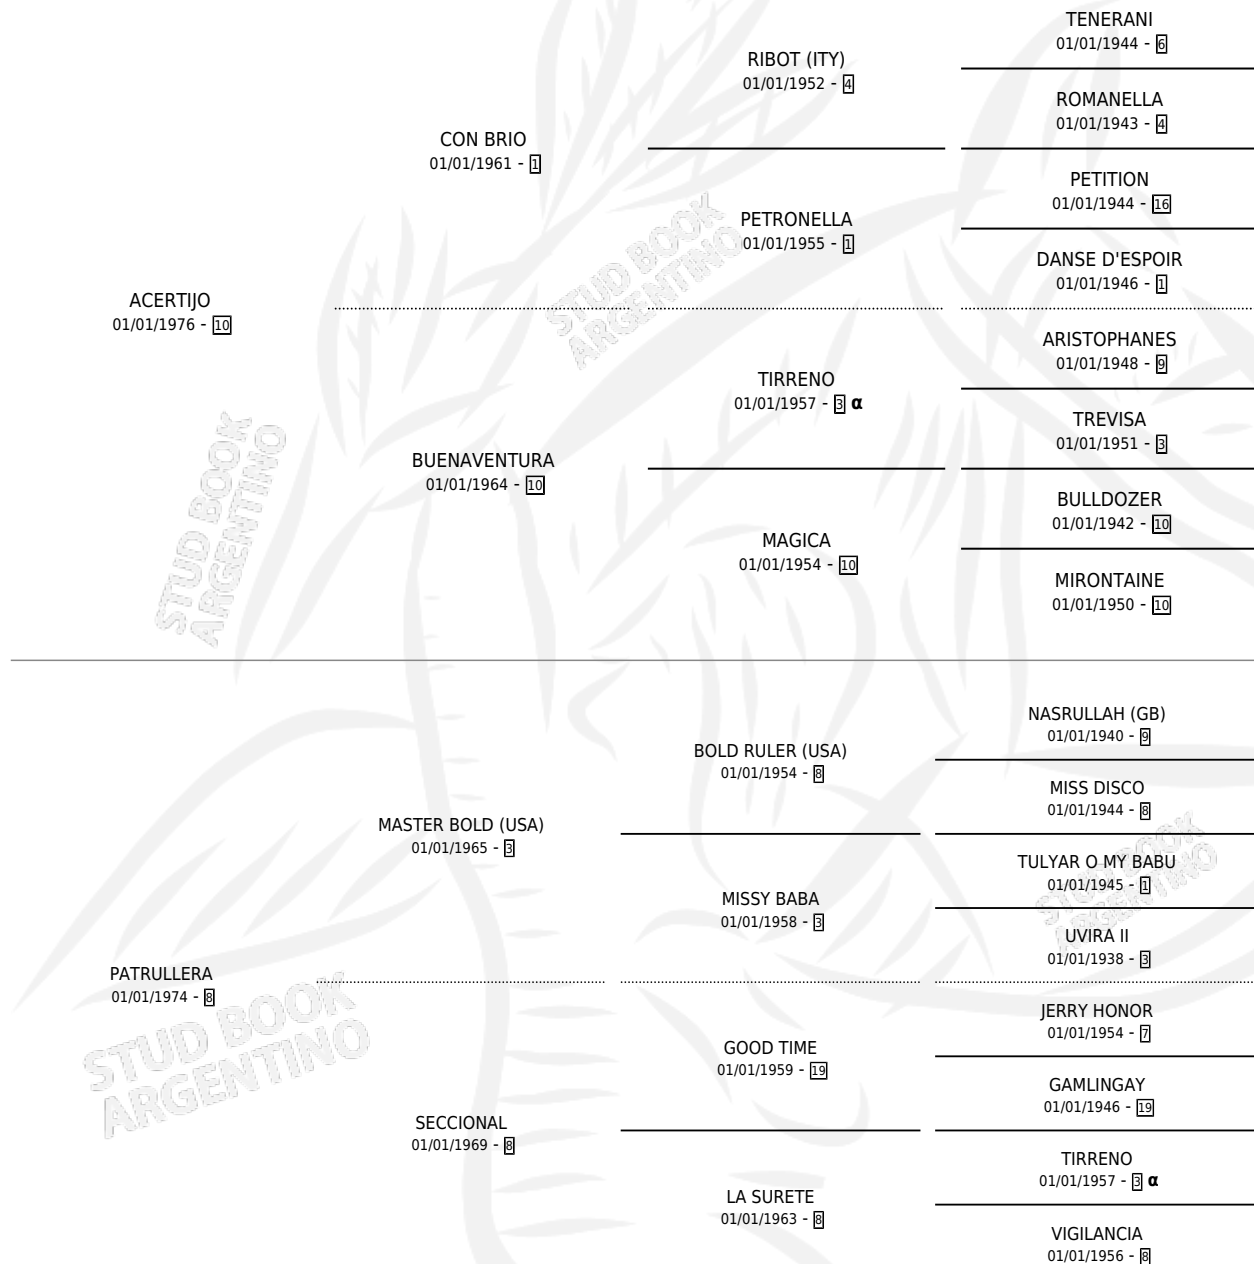 TENERANI
01/01/1944 - 6
RIBOT (ITY)
01/01/1952 - 4
ROMANELLA
01/01/1943 - 4
CON BRIO
01/01/1961 - 1
PETITION
01/01/1944 - 16
PETRONELLA
01/01/1955 - 1
DANSE D'ESPOIR
01/01/1946 - 1
ACERTIJO
01/01/1976 - 10
STUD BOOK
ARGENTINO
ARISTOPHANES
01/01/1948 - 9
TIRRENO
01/01/1957 - 3 α
TREVISA
01/01/1951 - 3
BUENAVENTURA
01/01/1964 - 10
BULLDOZER
01/01/1942 - 10
MAGICA
01/01/1954 - 10
MIRONTAINE
01/01/1950 - 10
STUD BOOK
ARGENTINO
NASRULLAH (GB)
01/01/1940 - 9
BOLD RULER (USA)
01/01/1954 - 8
MISS DISCO
01/01/1944 - 8
MASTER BOLD (USA)
01/01/1965 - 3
TULYAR O MY BABU
01/01/1945 - 1
MISSY BABA
01/01/1958 - 3
UVIRA II
01/01/1938 - 3
STUD BOOK
ARGENTINO
PATRULLERA
01/01/1974 - 8
JERRY HONOR
01/01/1954 - 7
GOOD TIME
01/01/1959 - 19
GAMLINGAY
01/01/1946 - 19
STUD BOOK
ARGENTINO
SECCIONAL
01/01/1969 - 8
TIRRENO
01/01/1957 - 3 α
LA SURETE
01/01/1963 - 8
VIGILANCIA
01/01/1956 - 8